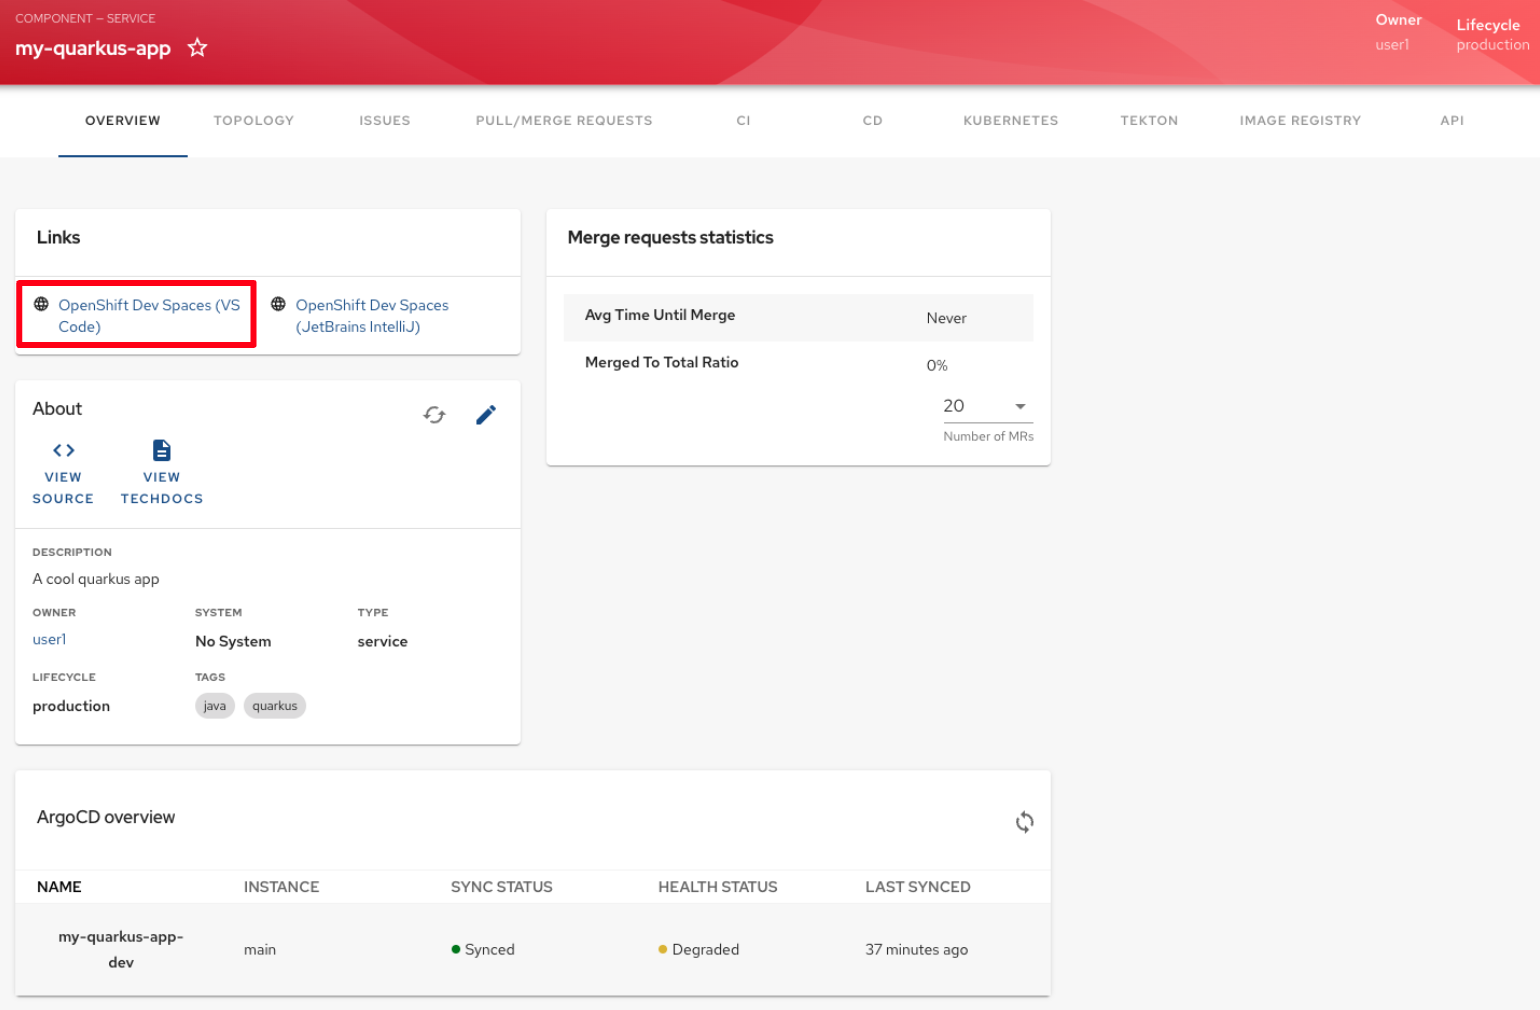 COMPONENT — SERVICE
my-quarkus-app
Owner
user1
Lifecycle
production
OVERVIEW
TOPOLOGY
ISSUES
PULL/MERGE REQUESTS
CI
CD
KUBERNETES
TEKTON
IMAGE REGISTRY
API
Links
OpenShift Dev Spaces (VS
Code)
OpenShift Dev Spaces
(JetBrains IntelliJ)
Merge requests statistics
Avg Time Until Merge
Never
Merged To Total Ratio
0%
20
Number of MRs
About
VIEW
SOURCE
VIEW
TECHDOCS
DESCRIPTION
A cool quarkus app
OWNER
user1
SYSTEM
No System
TYPE
service
LIFECYCLE
production
TAGS
java
quarkus
ArgoCD overview
NAME
INSTANCE
SYNC STATUS
HEALTH STATUS
LAST SYNCED
my-quarkus-app-
dev
main
Synced
Degraded
37 minutes ago